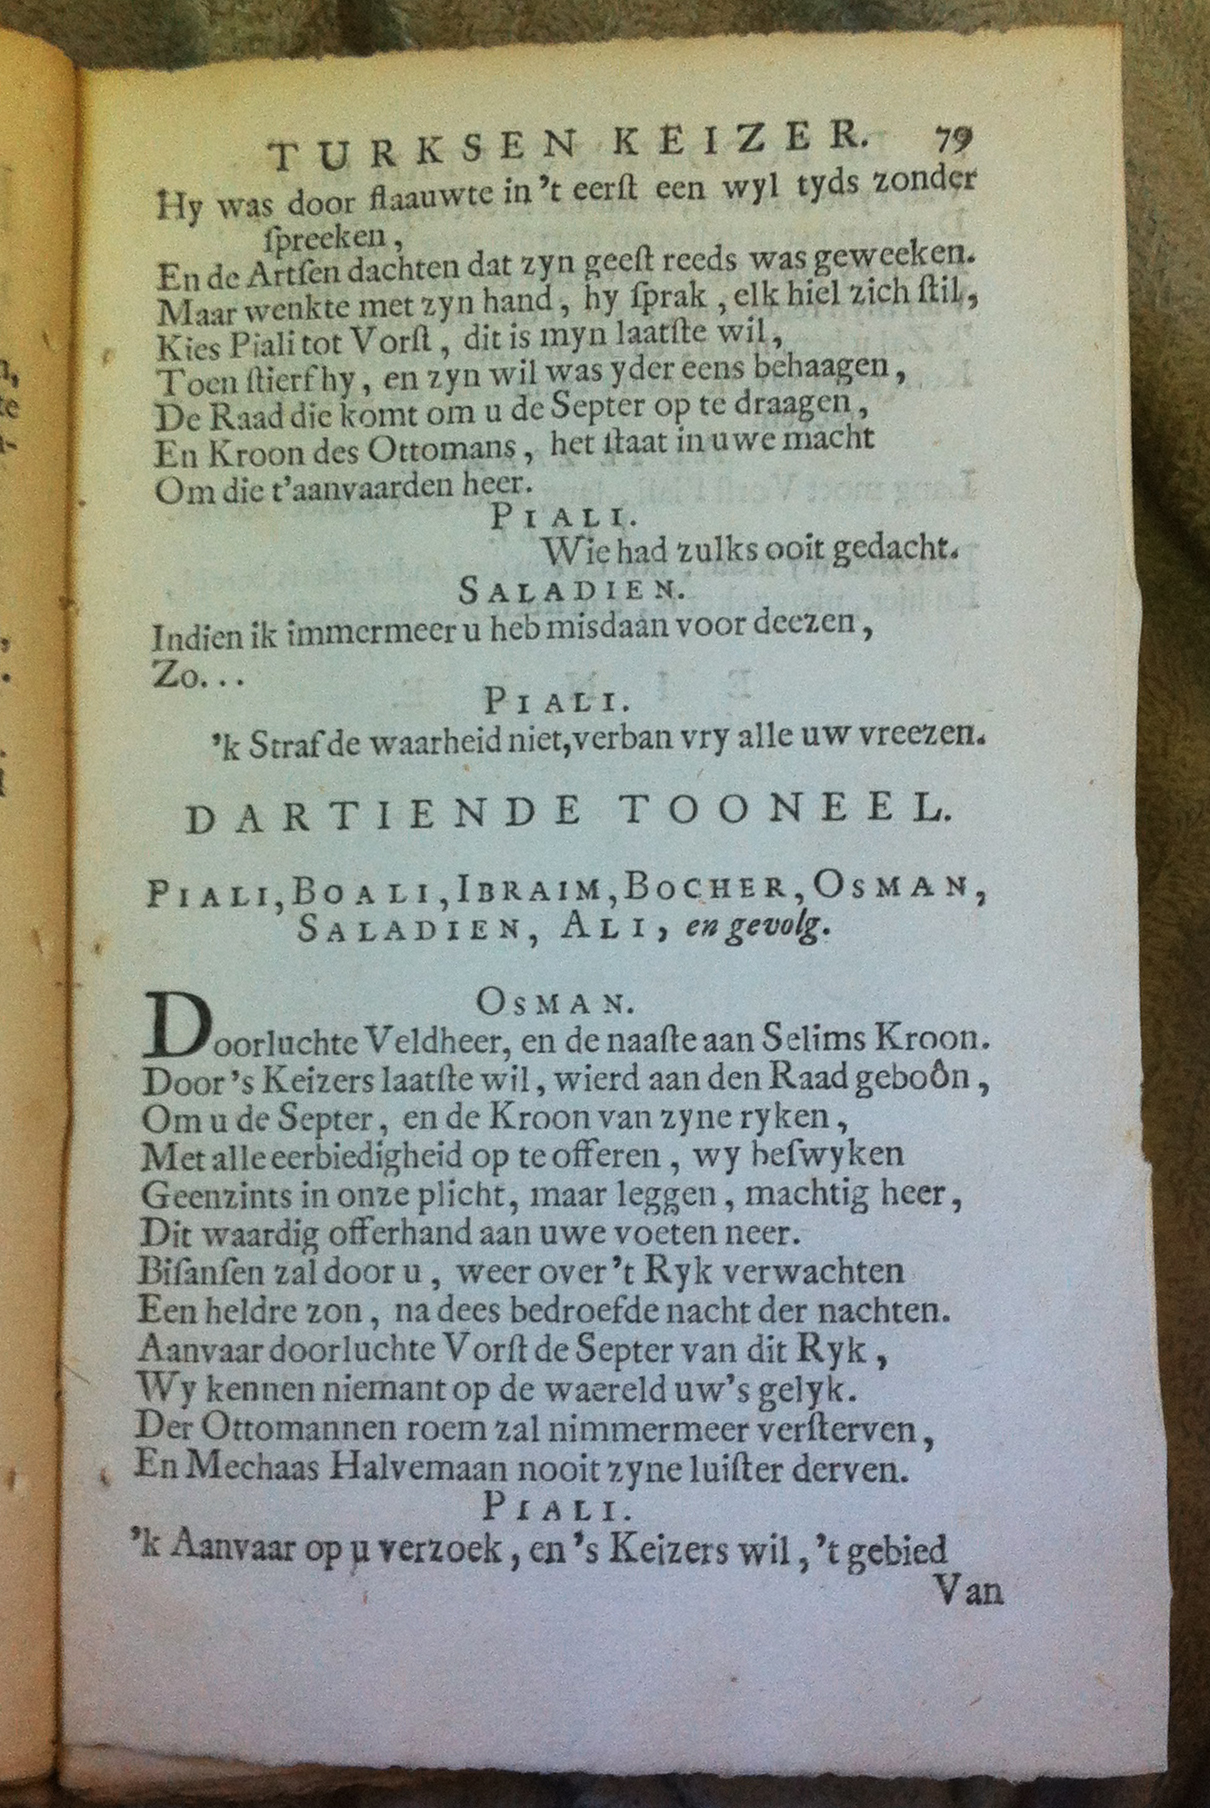 TURKSEN KEIZER. 79
Hy was door flaauwte in 't eerſt een wyl tyds zonder
ſpreeken,
En de Artſen dachten dat zyn geeſt reeds was geweeken.
Maar wenkte met zyn hand, hy ſprak, elk hiel zich ſtil,
Kies Piali tot Vorſt, dit is myn laatſte wil,
Toen ſtierf hy, en zyn wil was yder eens behaagen,
De Raad die komt om u de Septer op te draagen,
En Kroon des Ottomans, het ſtaat in uwe macht
Om die t'aanvaarden heer.
PIALI.
Wie had zulks ooit gedacht.
SALADIEN.
Indien ik immermeer u heb misdaan voor deezen,
Zo...
PIALI.
'k Straf de waarheid niet, verban vry alle uw vreezen.
DARTIENDE TOONEEL.
PIALI, BOALI, IBRAIM, BOCHER, OSMAN,
SALADIEN, ALI, en gevolg.
OSMAN.
Doorluchte Veldheer, en de naaſte aan Selims Kroon.
Door 's Keizers laatſte wil, wierd aan den Raad geboôn,
Om u de Septer, en de Kroon van zyne ryken,
Met alle eerbiedigheid op te offeren, wy beſwyken
Geenzints in onze plicht, maar leggen, machtig heer,
Dit waardig offerhand aan uwe voeten neer.
Biſanſen zal door u, weer over 't Ryk verwachten
Een heldre zon, na dees bedroefde nacht der nachten.
Aanvaar doorluchte Vorſt de Septer van dit Ryk,
Wy kennen niemant op de waereld uw's gelyk.
Der Ottomannen roem zal nimmermeer verſterven,
En Mechaas Halvemaan nooit zyne luiſter derven.
PIALI.
'k Aanvaar op u verzoek, en 's Keizers wil, 't gebied
Van